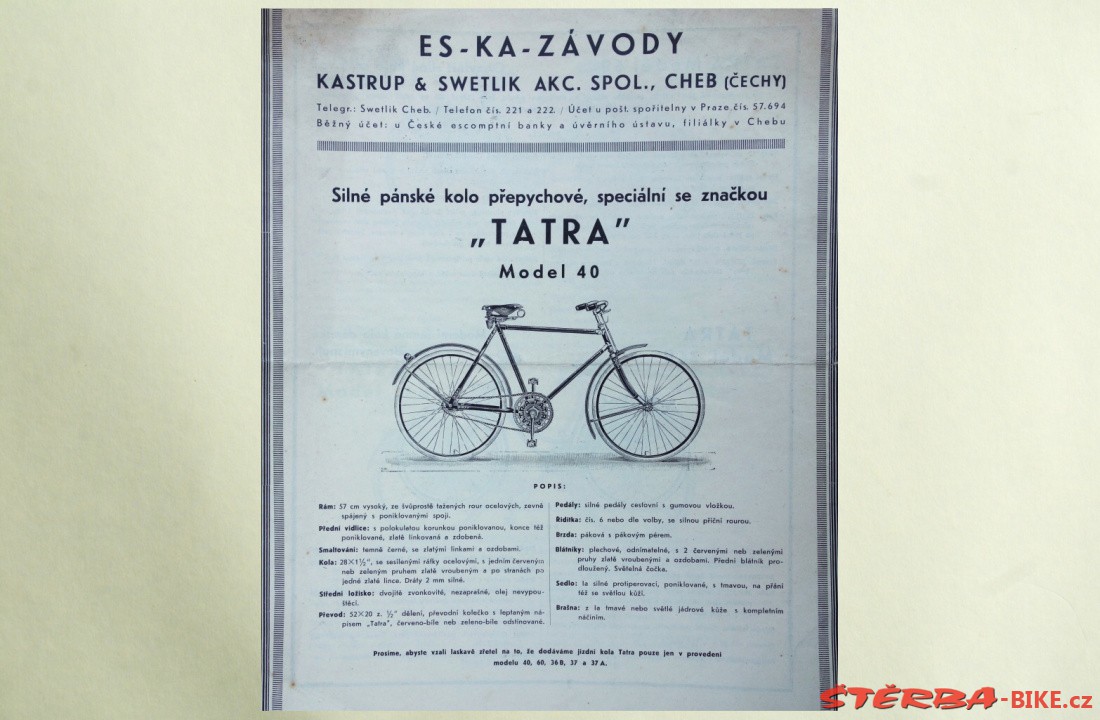 ES-KA-ZÁVODY
KASTRUP & SWETLIK AKC. SPOL., CHEB (ČECHY)
Telegr.: Swetlik Cheb. / Telefon čís. 221 a 222. / Účet u pošt. spořitelny v Praze čís. 57.694
Běžný účet: u České escomptní banky a úvěrního ústavu, filiálky v Chebu
Silné pánské kolo přepychové, speciální se značkou
„TATRA”
Model 40
POPIS:
Rám: 57 cm vysoký, ze švůprostě tažených rour ocelových, zevně
spájený s poniklovanými spoji.
Přední vidlice: s polokulatou korunkou poniklovanou, konce též
poniklované, zlatě linkovaná a zdobená.
Smaltování: temně černé, se zlatými linkami a ozdobami.
Kola: 28×1½", se sesílenými ráfky ocelovými, s jedním červeným
neb zeleným pruhem zlatě vroubeným a po stranách po
jedné zlaté lince. Dráty 2 mm silné.
Střední ložisko: dvojitě zvonkovité, nezaprašné, olej nevypou-
štěcí.
Převod: 52×20 z. ½" dělení, převodní kolečko s leptaným ná-
pisem „Tatra", červeno-bíle neb zeleno-bíle odstínované.
Pedály: silné pedály cestovní s gumovou vložkou.
Řidítka: čís. 6 nebo dle volby, se silnou příční rourou.
Brzda: páková s pákovým pérem.
Blátníky: plechové, odnímatelné, s 2 červenými neb zelenými
pruhy zlatě vroubenými a ozdobami. Přední blátník pro-
dloužený. Světelná čočka.
Sedlo: Ia silné protiperovací, poniklované, s tmavou, na přání
též se světlou kůží.
Brašna: z Ia tmavé nebo světlé jádrové kůže s kompletním
náčiním.
Prosíme, abyste vzali laskavě zřetel na to, že dodáváme jízdní kola Tatra pouze jen v provedení
modelu 40, 60, 36 B, 37 a 37 A.
ŠTĚRBA-BIKE.cz